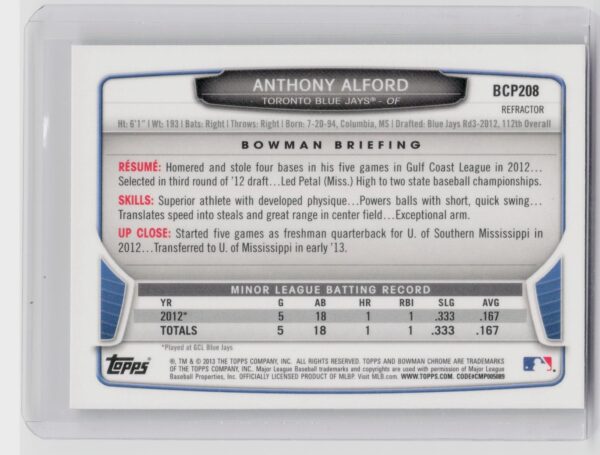 ANTHONY ALFORD
TORONTO BLUE JAYS® - OF
BCP208
REFRACTOR
Ht: 6'1" | Wt: 193 | Bats: Right | Throws: Right | Born: 7-20-94, Columbia, MS | Drafted: Blue Jays Rd3-2012, 112th Overall
BOWMAN BRIEFING
RÉSUMÉ: Homered and stole four bases in his five games in Gulf Coast League in 2012...
Selected in third round of '12 draft...Led Petal (Miss.) High to two state baseball championships.
SKILLS: Superior athlete with developed physique...Powers balls with short, quick swing...
Translates speed into steals and great range in center field...Exceptional arm.
UP CLOSE: Started five games as freshman quarterback for U. of Southern Mississippi in
2012...Transferred to U. of Mississippi in early '13.
MINOR LEAGUE BATTING RECORD
YR G AB HR RBI SLG AVG
2012* 5 18 1 1 .333 .167
TOTALS 5 18 1 1 .333 .167
*Played at GCL Blue Jays
Topps
®, TM & © 2013 THE TOPPS COMPANY, INC. ALL RIGHTS RESERVED. TOPPS AND BOWMAN CHROME ARE TRADEMARKS
OF THE TOPPS COMPANY, INC. Major League Baseball trademarks and copyrights are used with permission of Major League
Baseball Properties, Inc. OFFICIALLY LICENSED PRODUCT OF MLBP. Visit MLB.com. WWW.TOPPS.COM. CODE#CMP005089